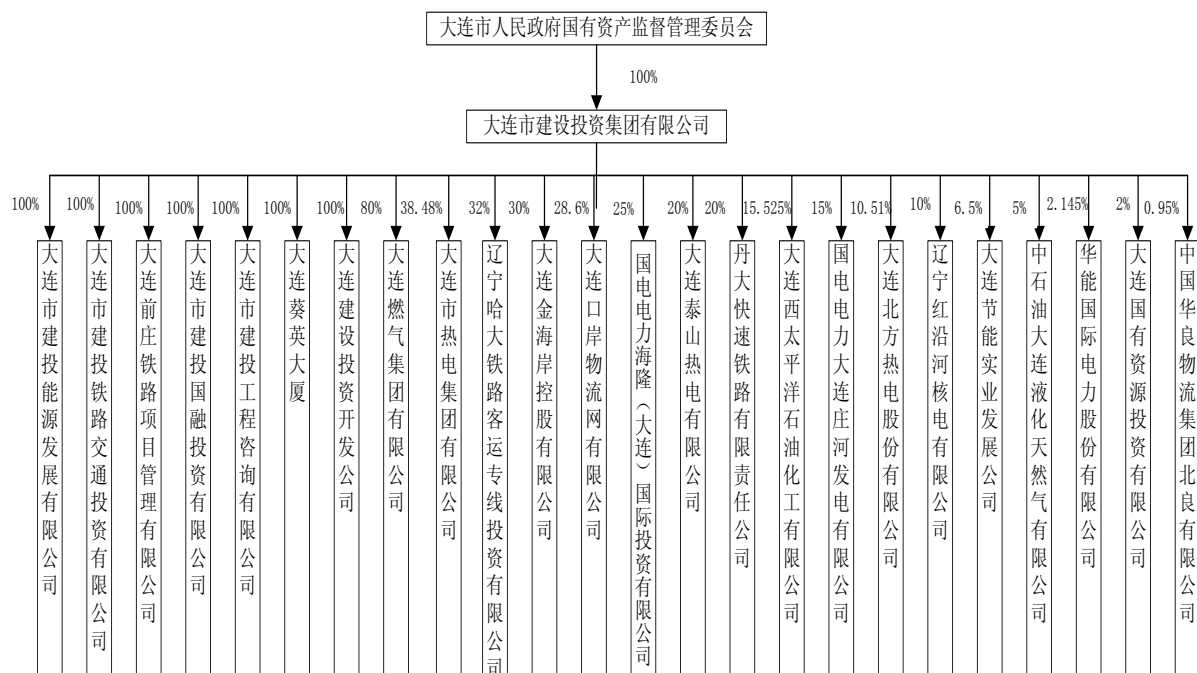 大连市人民政府国有资产监督管理委员会
100%
大连市建设投资集团有限公司
100%
100%
100%
100%
100%
100%
100%
80%
38.48%
32%
30%
28.6%
25%
20%
20%
15.525%
15%
10.51%
10%
6.5%
5%
2.145%
2%
0.95%
大连市建投能源发展有限公司
大连市建投铁路交通投资有限公司
大连前庄铁路项目管理有限公司
大连市建投国融投资有限公司
大连市建投工程咨询有限公司
大连葵英大厦
大连建设投资开发公司
大连燃气集团有限公司
大连市热电集团有限公司
辽宁哈大铁路客运专线投资有限公司
大连金海岸控股有限公司
大连口岸物流网有限公司
国电电力海隆（大连）国际投资有限公司
大连泰山热电有限公司
丹大快速铁路有限责任公司
大连西太平洋石油化工有限公司
国电电力大连庄河发电有限公司
大连北方热电股份有限公司
辽宁红沿河核电有限公司
大连节能实业发展公司
中石油大连液化天然气有限公司
华能国际电力股份有限公司
大连国有资源投资有限公司
中国华良物流集团北良有限公司